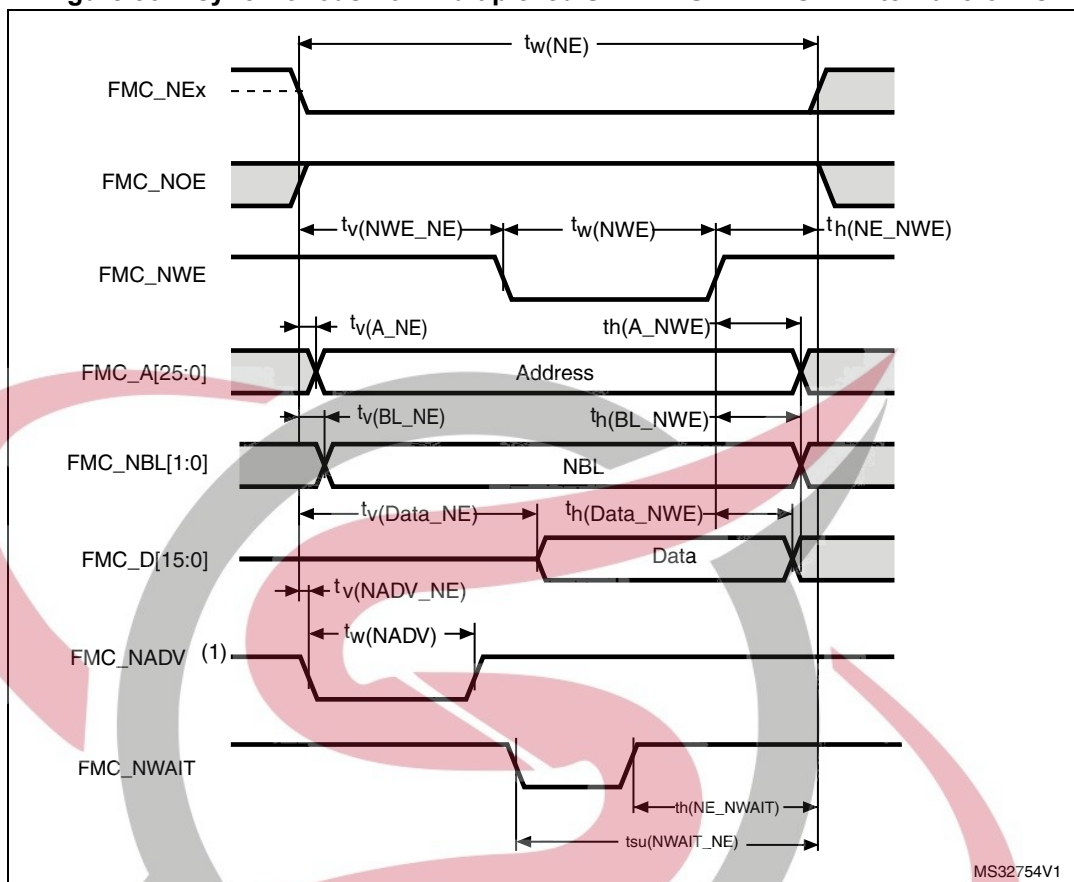 tw(NE)
FMC_NEx
FMC_NOE
tv(NWE_NE)
tw(NWE)
th(NE_NWE)
FMC_NWE
tv(A_NE)
th(A_NWE)
FMC_A[25:0]
Address
tv(BL_NE)
th(BL_NWE)
FMC_NBL[1:0]
NBL
tv(Data_NE)
th(Data_NWE)
FMC_D[15:0]
Data
tv(NADV_NE)
tw(NADV)
FMC_NADV (1)
FMC_NWAIT
th(NE_NWAIT)
tsu(NWAIT_NE)
MS32754V1